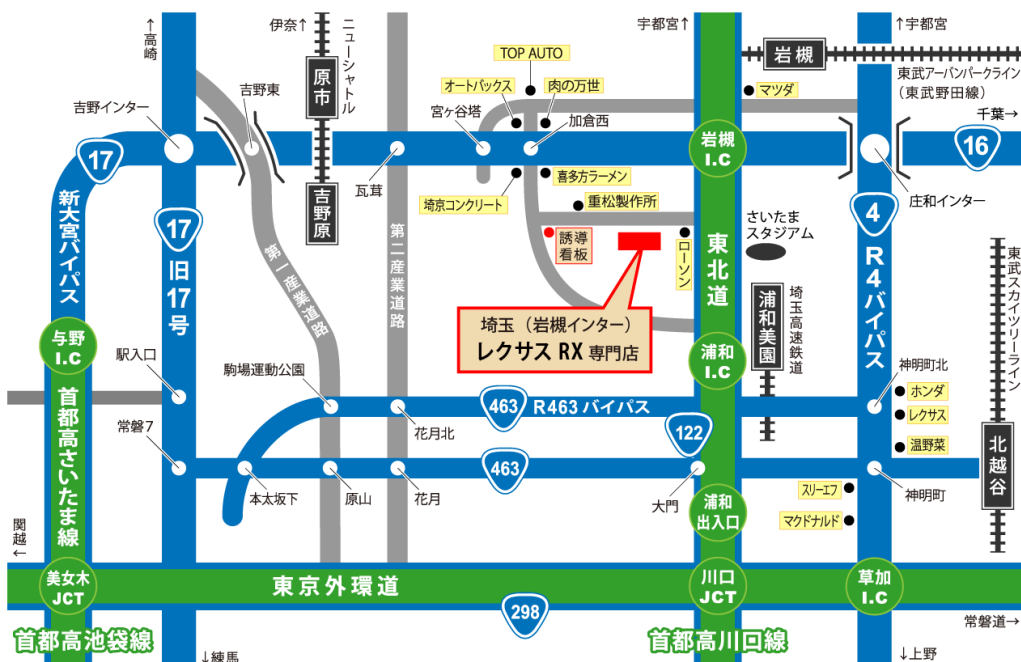 ↑高崎
伊奈↑
ニューシャトル
宇都宮↑
↑宇都宮
TOP AUTO
岩槻
原市
東武アーバンパークライン
(東武野田線)
オートバックス
肉の万世
マツダ
吉野東
宮ヶ谷塔
加倉西
吉野インター
千葉→
17
岩槻
I.C
16
瓦葺
喜多方ラーメン
埼京コンクリート
重松製作所
庄和インター
新大宮バイパス
17
旧17号
吉野原
第一産業道路
第二産業道路
誘導
看板
ローソン
東北道
さいたま
スタジアム
4
R4バイパス
東武スカイツリーライン
埼玉(岩槻インター)
レクサス RX 専門店
浦和美園
埼玉高速鉄道
与野
I.C
浦和
I.C
駅入口
駒場運動公園
神明町北
首都高さいたま線
463
R463 バイパス
122
ホンダ
レクサス
花月北
常磐7
温野菜
北越谷
463
本太坂下
原山
花月
大門
神明町
スリーエフ
浦和
出入口
マクドナルド
関越←
美女木
JCT
東京外環道
川口
JCT
草加
I.C
298
常磐道→
首都高池袋線
首都高川口線
↓練馬
↓上野